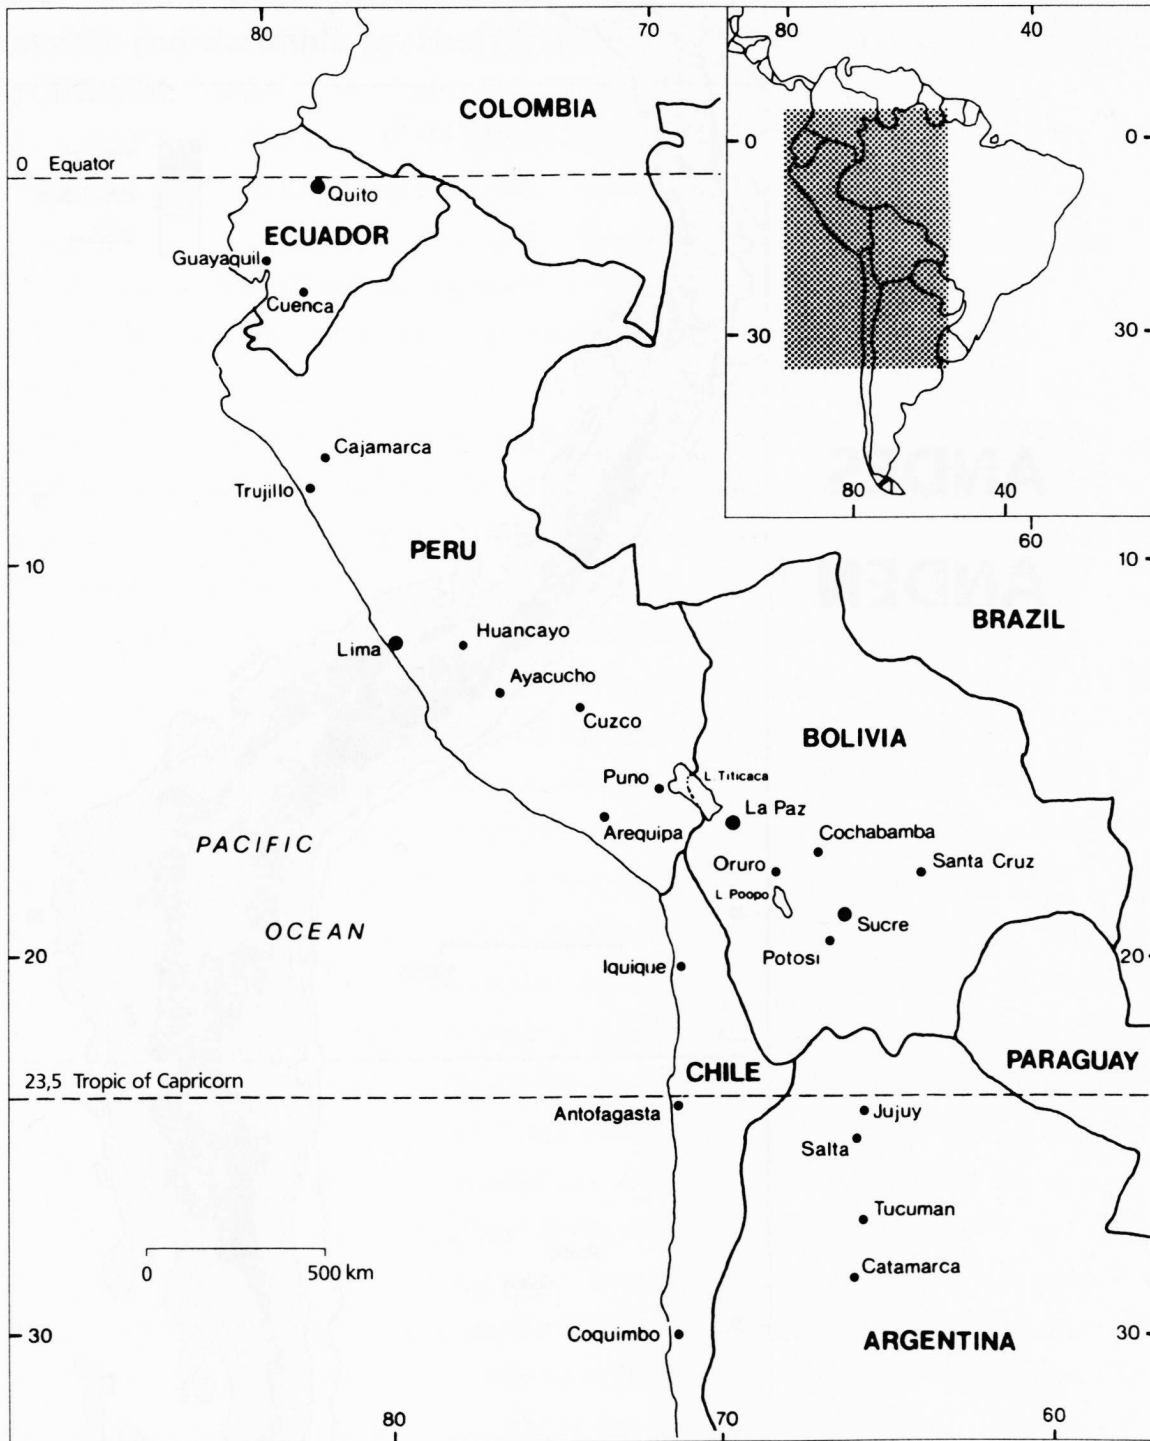 80
70
80
40
COLOMBIA
0
0
0 Equator
Quito
ECUADOR
Guayaquil
Cuenca
30
30
Cajamarca
Trujillo
80
40
PERU
60
10
10
BRAZIL
Huancayo
Lima
Ayacucho
Cuzco
BOLIVIA
Puno
L. Titicaca
La Paz
Arequipa
Cochabamba
PACIFIC
Oruro
Santa Cruz
L. Poopo
Sucre
OCEAN
Potosi
20
20
Iquique
PARAGUAY
CHILE
23,5 Tropic of Capricorn
Antofagasta
Jujuy
Salta
Tucuman
Catamarca
0
500 km
30
Coquimbo
ARGENTINA
30
80
70
60
ANDES
ANDEN